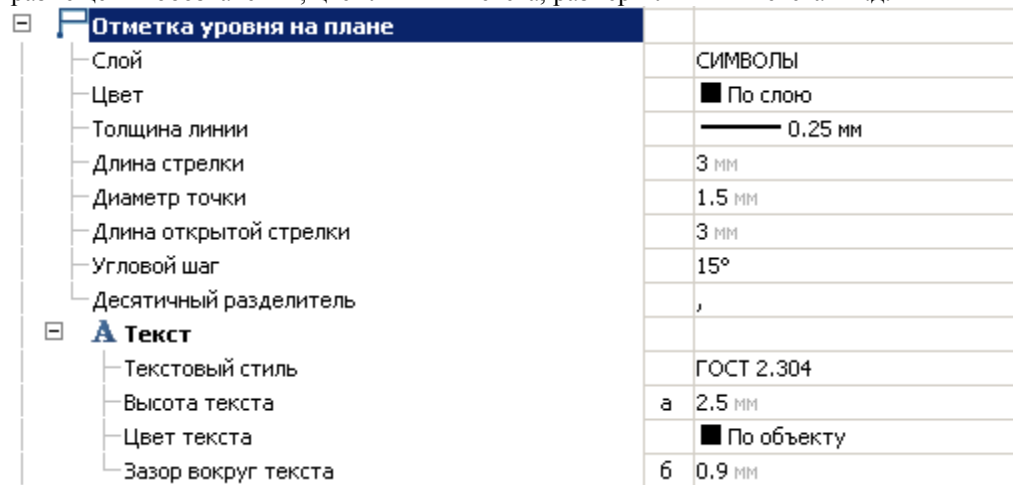 Отметка уровня на плане
Слой СИМВОЛЫ
Цвет По слою
Толщина линии 0.25 мм
Длина стрелки 3 мм
Диаметр точки 1.5 мм
Длина открытой стрелки 3 мм
Угловой шаг 15°
Десятичный разделитель ,
А Текст
Текстовый стиль ГОСТ 2.304
Высота текста а 2.5 мм
Цвет текста По объекту
Зазор вокруг текста б 0.9 мм